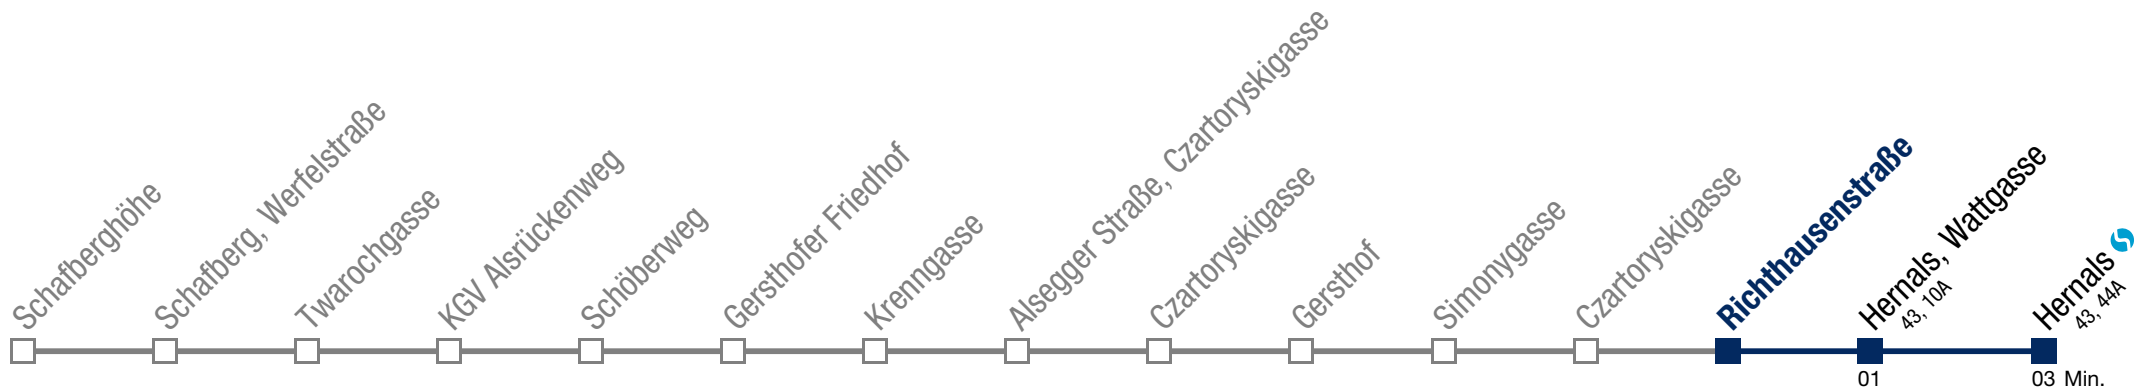 Schafberghöhe
Schafberg, Werfelstraße
Twarochgasse
KGV Alsrückenweg
Schöberweg
Gersthofer Friedhof
Krenngasse
Alsegger Straße, Czartoryskigasse
Czartoryskigasse
Gersthof
Simonygasse
Czartoryskigasse
Richthausenstraße
Hernals, Wattgasse
43, 10A
Hernals
43, 44A
01
03 Min.